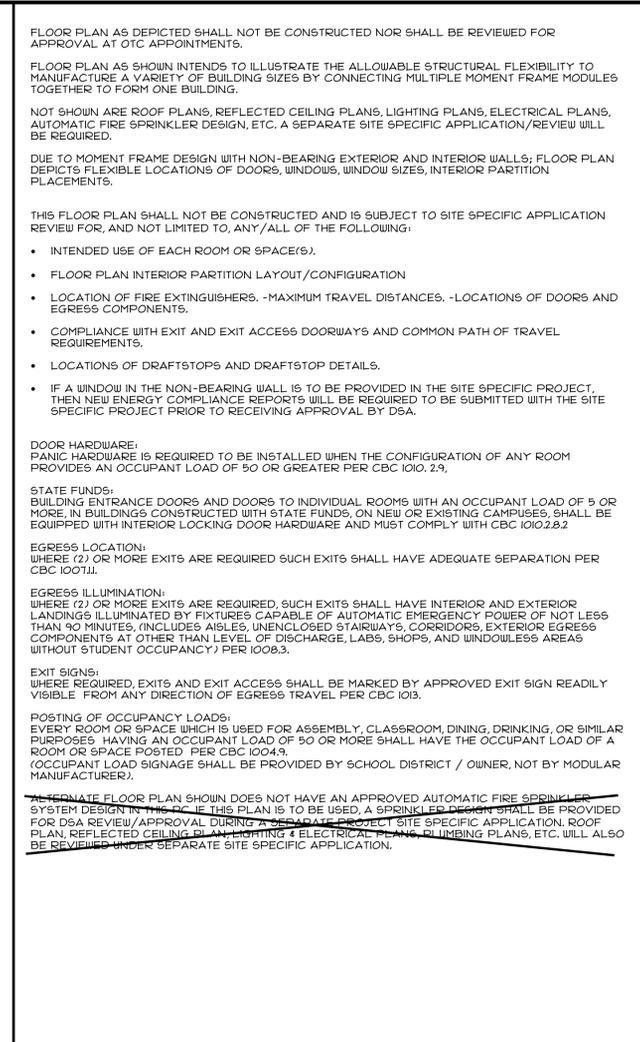 FLOOR PLAN AS DEPICTED SHALL NOT BE CONSTRUCTED NOR SHALL BE REVIEWED FOR
APPROVAL AT OTC APPOINTMENTS.
FLOOR PLAN AS SHOWN INTENDS TO ILLUSTRATE THE ALLOWABLE STRUCTURAL FLEXIBILITY TO
MANUFACTURE A VARIETY OF BUILDING SIZES BY CONNECTING MULTIPLE MOMENT FRAME MODULES
TOGETHER TO FORM ONE BUILDING.
NOT SHOWN ARE ROOF PLANS, REFLECTED CEILING PLANS, LIGHTING PLANS, ELECTRICAL PLANS,
AUTOMATIC FIRE SPRINKLER DESIGN, ETC. A SEPARATE SITE SPECIFIC APPLICATION/REVIEW WILL
BE REQUIRED.
DUE TO MOMENT FRAME DESIGN WITH NON-BEARING EXTERIOR AND INTERIOR WALLS; FLOOR PLAN
DEPICTS FLEXIBLE LOCATIONS OF DOORS, WINDOWS, WINDOW SIZES, INTERIOR PARTITION
PLACEMENTS.
THIS FLOOR PLAN SHALL NOT BE CONSTRUCTED AND IS SUBJECT TO SITE SPECIFIC APPLICATION
REVIEW FOR, AND NOT LIMITED TO, ANY/ALL OF THE FOLLOWING:
• INTENDED USE OF EACH ROOM OR SPACE(S).
• FLOOR PLAN INTERIOR PARTITION LAYOUT/CONFIGURATION
• LOCATION OF FIRE EXTINGUISHERS. -MAXIMUM TRAVEL DISTANCES. -LOCATIONS OF DOORS AND
EGRESS COMPONENTS.
• COMPLIANCE WITH EXIT AND EXIT ACCESS DOORWAYS AND COMMON PATH OF TRAVEL
REQUIREMENTS.
• LOCATIONS OF DRAFTSTOPS AND DRAFTSTOP DETAILS.
• IF A WINDOW IN THE NON-BEARING WALL IS TO BE PROVIDED IN THE SITE SPECIFIC PROJECT,
THEN NEW ENERGY COMPLIANCE REPORTS WILL BE REQUIRED TO BE SUBMITTED WITH THE SITE
SPECIFIC PROJECT PRIOR TO RECEIVING APPROVAL BY DSA.
DOOR HARDWARE:
PANIC HARDWARE IS REQUIRED TO BE INSTALLED WHEN THE CONFIGURATION OF ANY ROOM
PROVIDES AN OCCUPANT LOAD OF 50 OR GREATER PER CBC 1010. 2.9,
STATE FUNDS:
BUILDING ENTRANCE DOORS AND DOORS TO INDIVIDUAL ROOMS WITH AN OCCUPANT LOAD OF 5 OR
MORE, IN BUILDINGS CONSTRUCTED WITH STATE FUNDS, ON NEW OR EXISTING CAMPUSES, SHALL BE
EQUIPPED WITH INTERIOR LOCKING DOOR HARDWARE AND MUST COMPLY WITH CBC 1010.2.8.2
EGRESS LOCATION:
WHERE (2) OR MORE EXITS ARE REQUIRED SUCH EXITS SHALL HAVE ADEQUATE SEPARATION PER
CBC 1007.1.1.
EGRESS ILLUMINATION:
WHERE (2) OR MORE EXITS ARE REQUIRED, SUCH EXITS SHALL HAVE INTERIOR AND EXTERIOR
LANDINGS ILLUMINATED BY FIXTURES CAPABLE OF AUTOMATIC EMERGENCY POWER OF NOT LESS
THAN 90 MINUTES, (INCLUDES AISLES, UNENCLOSED STAIRWAYS, CORRIDORS, EXTERIOR EGRESS
COMPONENTS AT OTHER THAN LEVEL OF DISCHARGE, LABS, SHOPS, AND WINDOWLESS AREAS
WITHOUT STUDENT OCCUPANCY) PER 1008.3.
EXIT SIGNS:
WHERE REQUIRED, EXITS AND EXIT ACCESS SHALL BE MARKED BY APPROVED EXIT SIGN READILY
VISIBLE FROM ANY DIRECTION OF EGRESS TRAVEL PER CBC 1013.
POSTING OF OCCUPANCY LOADS:
EVERY ROOM OR SPACE WHICH IS USED FOR ASSEMBLY, CLASSROOM, DINING, DRINKING, OR SIMILAR
PURPOSES HAVING AN OCCUPANT LOAD OF 50 OR MORE SHALL HAVE THE OCCUPANT LOAD OF A
ROOM OR SPACE POSTED PER CBC 1004.9.
(OCCUPANT LOAD SIGNAGE SHALL BE PROVIDED BY SCHOOL DISTRICT / OWNER, NOT BY MODULAR
MANUFACTURER).
ALTERNATE FLOOR PLAN SHOWN DOES NOT HAVE AN APPROVED AUTOMATIC FIRE SPRINKLER
SYSTEM DESIGN IN THIS PC. IF THIS PLAN IS TO BE USED, A SPRINKLER DESIGN SHALL BE PROVIDED
FOR DSA REVIEW/APPROVAL DURING A SEPARATE PROJECT SITE SPECIFIC APPLICATION. ROOF
PLAN, REFLECTED CEILING PLAN, LIGHTING & ELECTRICAL PLANS, PLUMBING PLANS, ETC. WILL ALSO
BE REVIEWED UNDER SEPARATE SITE SPECIFIC APPLICATION.